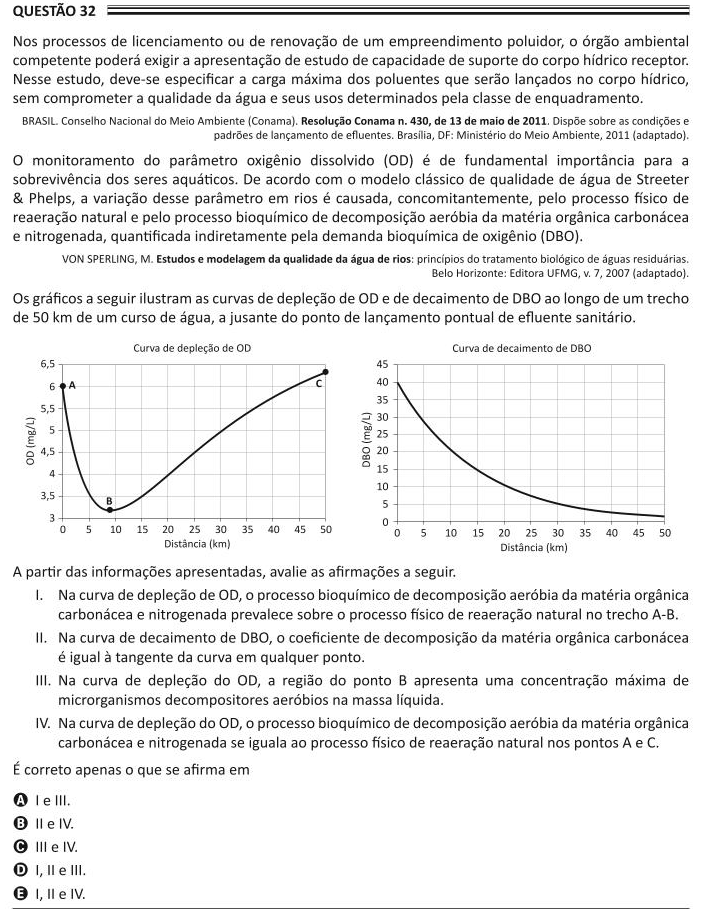 QUESTÃO 32
Nos processos de licenciamento ou de renovação de um empreendimento poluidor, o órgão ambiental
competente poderá exigir a apresentação de estudo de capacidade de suporte do corpo hídrico receptor.
Nesse estudo, deve-se especificar a carga máxima dos poluentes que serão lançados no corpo hídrico,
sem comprometer a qualidade da água e seus usos determinados pela classe de enquadramento.
BRASIL. Conselho Nacional do Meio Ambiente (Conama). Resolução Conama n. 430, de 13 de maio de 2011. Dispõe sobre as condições e
padrões de lançamento de efluentes. Brasília, DF: Ministério do Meio Ambiente, 2011 (adaptado).
O monitoramento do parâmetro oxigênio dissolvido (OD) é de fundamental importância para a
sobrevivência dos seres aquáticos. De acordo com o modelo clássico de qualidade de água de Streeter
& Phelps, a variação desse parâmetro em rios é causada, concomitantemente, pelo processo físico de
reaeração natural e pelo processo bioquímico de decomposição aeróbia da matéria orgânica carbonácea
e nitrogenada, quantificada indiretamente pela demanda bioquímica de oxigênio (DBO).
VON SPERLING, M. Estudos e modelagem da qualidade da água de rios: princípios do tratamento biológico de águas residuárias.
Belo Horizonte: Editora UFMG, v. 7, 2007 (adaptado).
Os gráficos a seguir ilustram as curvas de depleção de OD e de decaimento de DBO ao longo de um trecho
de 50 km de um curso de água, a jusante do ponto de lançamento pontual de efluente sanitário.
Curva de depleção de OD
6,5
6
5,5
5
4,5
4
3,5
3
OD (mg/L)
A
B
C
0 5 10 15 20 25 30 35 40 45 50
Distância (km)
Curva de decaimento de DBO
45
40
35
30
25
20
15
10
5
0
DBO (mg/L)
0 5 10 15 20 25 30 35 40 45 50
Distância (km)
A partir das informações apresentadas, avalie as afirmações a seguir.
I. Na curva de depleção de OD, o processo bioquímico de decomposição aeróbia da matéria orgânica
carbonácea e nitrogenada prevalece sobre o processo físico de reaeração natural no trecho A-B.
II. Na curva de decaimento de DBO, o coeficiente de decomposição da matéria orgânica carbonácea
é igual à tangente da curva em qualquer ponto.
III. Na curva de depleção do OD, a região do ponto B apresenta uma concentração máxima de
microrganismos decompositores aeróbios na massa líquida.
IV. Na curva de depleção do OD, o processo bioquímico de decomposição aeróbia da matéria orgânica
carbonácea e nitrogenada se iguala ao processo físico de reaeração natural nos pontos A e C.
É correto apenas o que se afirma em
A I e III.
B II e IV.
C III e IV.
D I, II e III.
E I, II e IV.